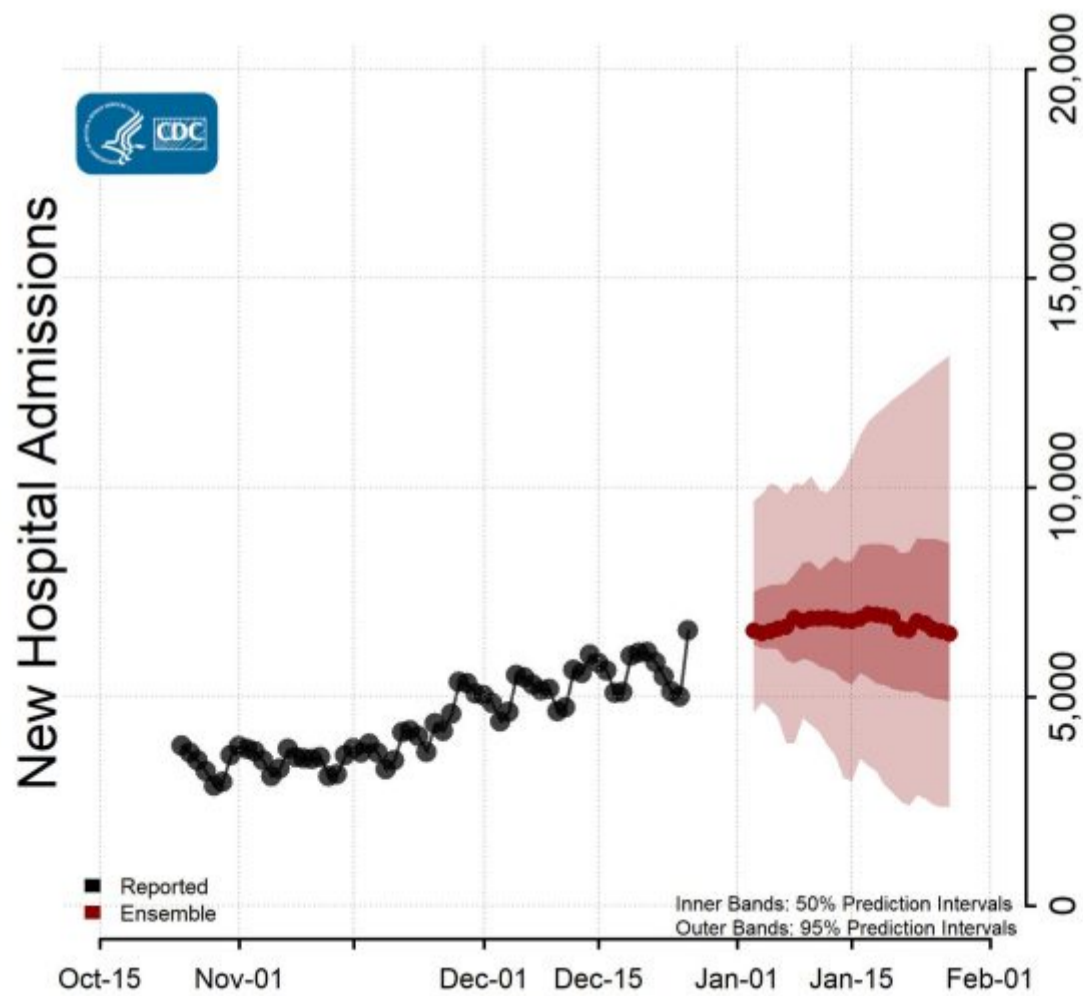 CDC
New Hospital Admissions
20,000
15,000
10,000
5,000
0
Reported
Ensemble
Inner Bands: 50% Prediction Intervals
Outer Bands: 95% Prediction Intervals
Oct-15 Nov-01 Dec-01 Dec-15 Jan-01 Jan-15 Feb-01